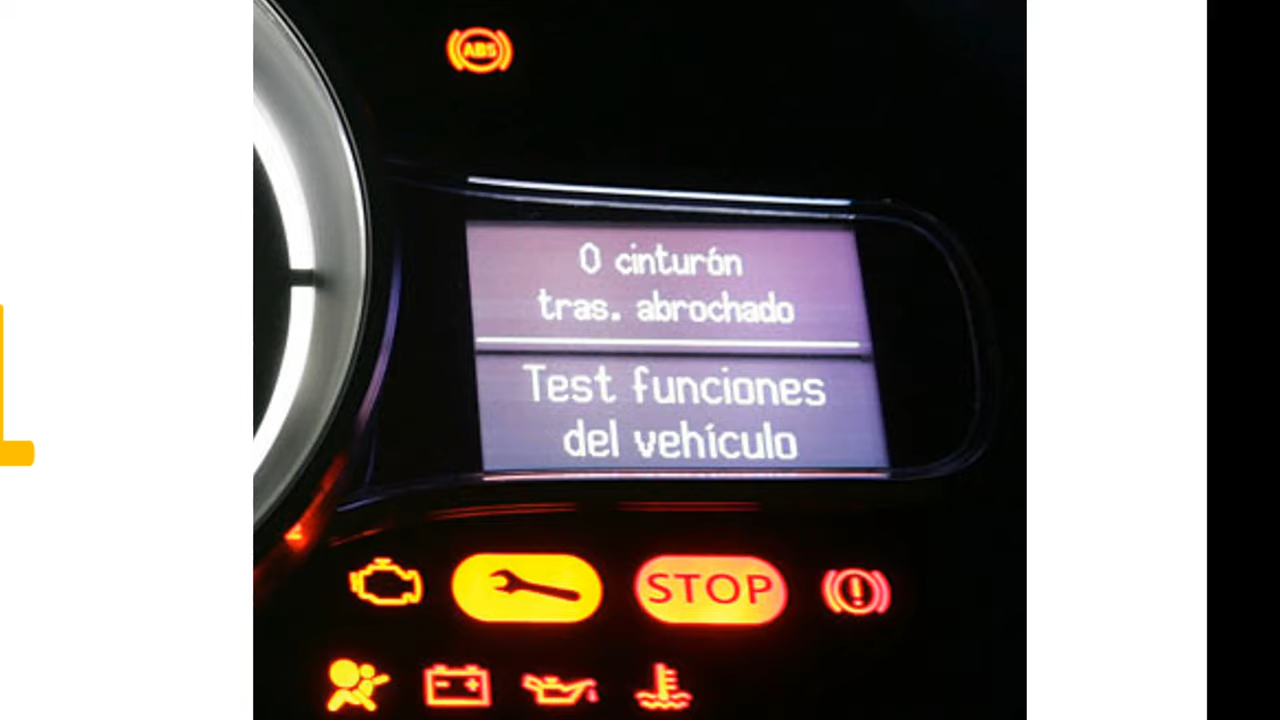 ABS
0 cinturón
tras. abrochado
Test funciones
del vehículo
STOP